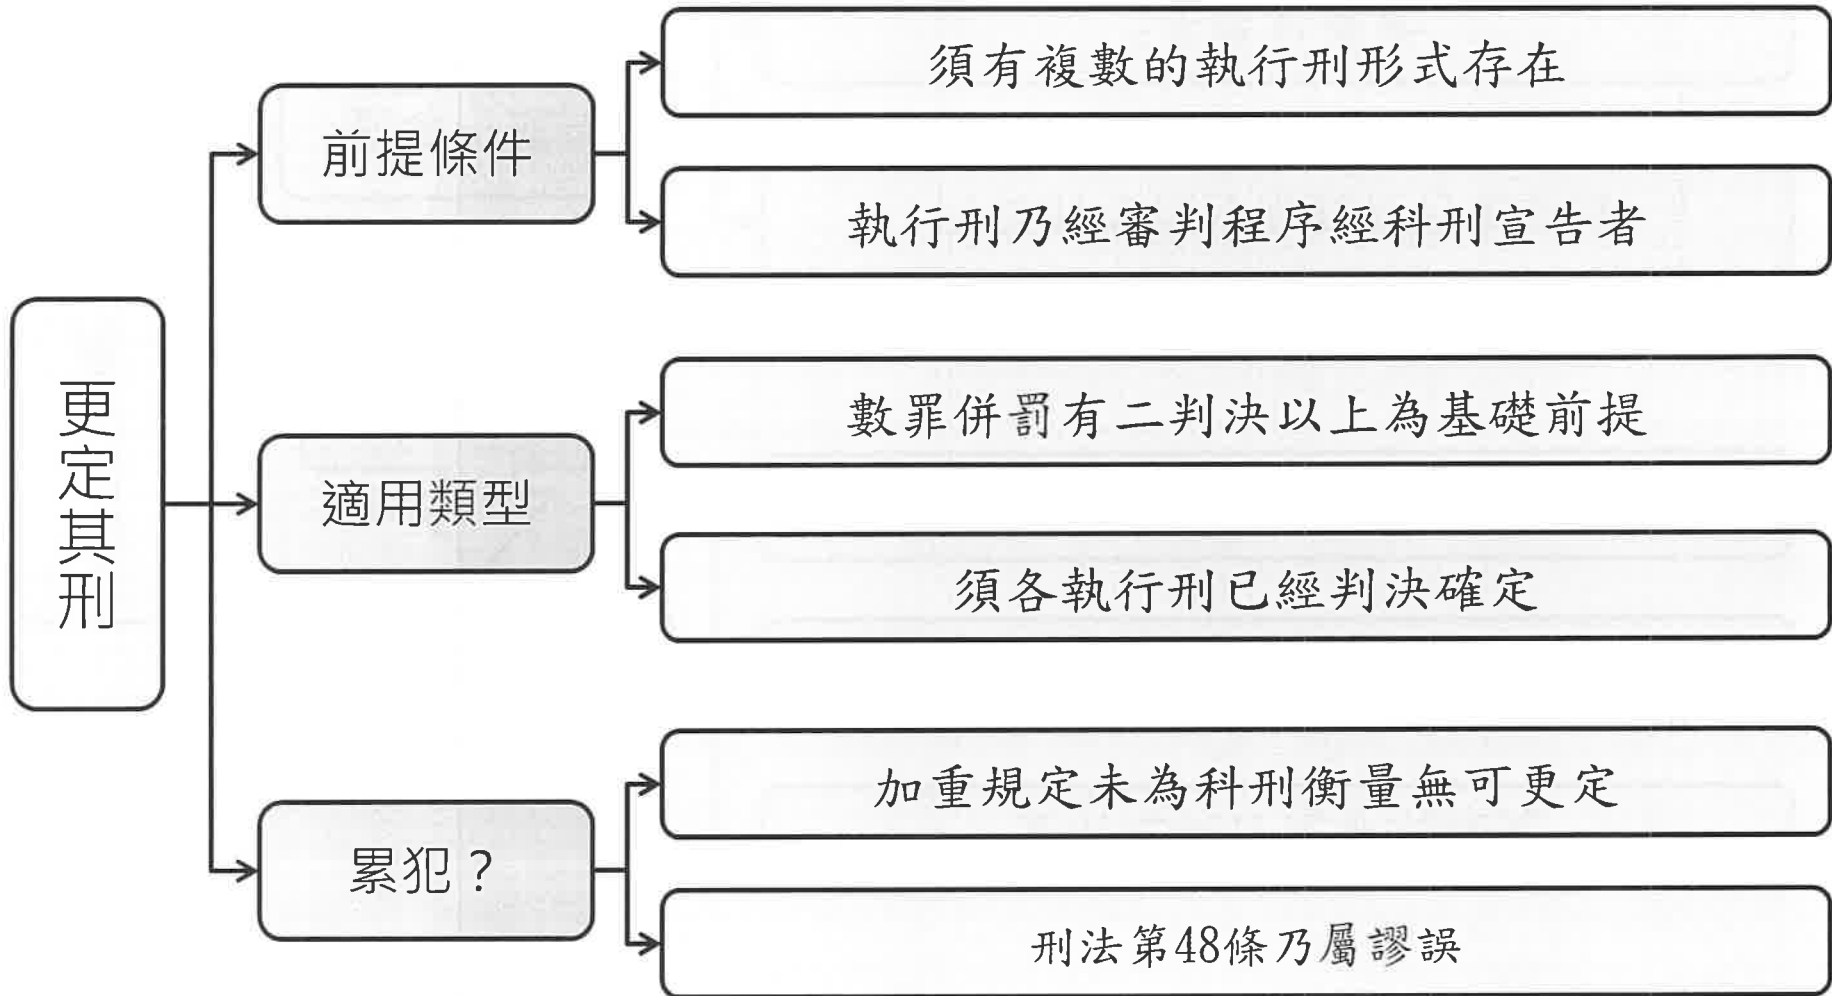 更定其刑
前提條件
須有複數的執行刑形式存在
執行刑乃經審判程序經科刑宣告者
適用類型
數罪併罰有二判決以上為基礎前提
須各執行刑已經判決確定
累犯？
加重規定未為科刑衡量無可更定
刑法第48條乃屬謬誤